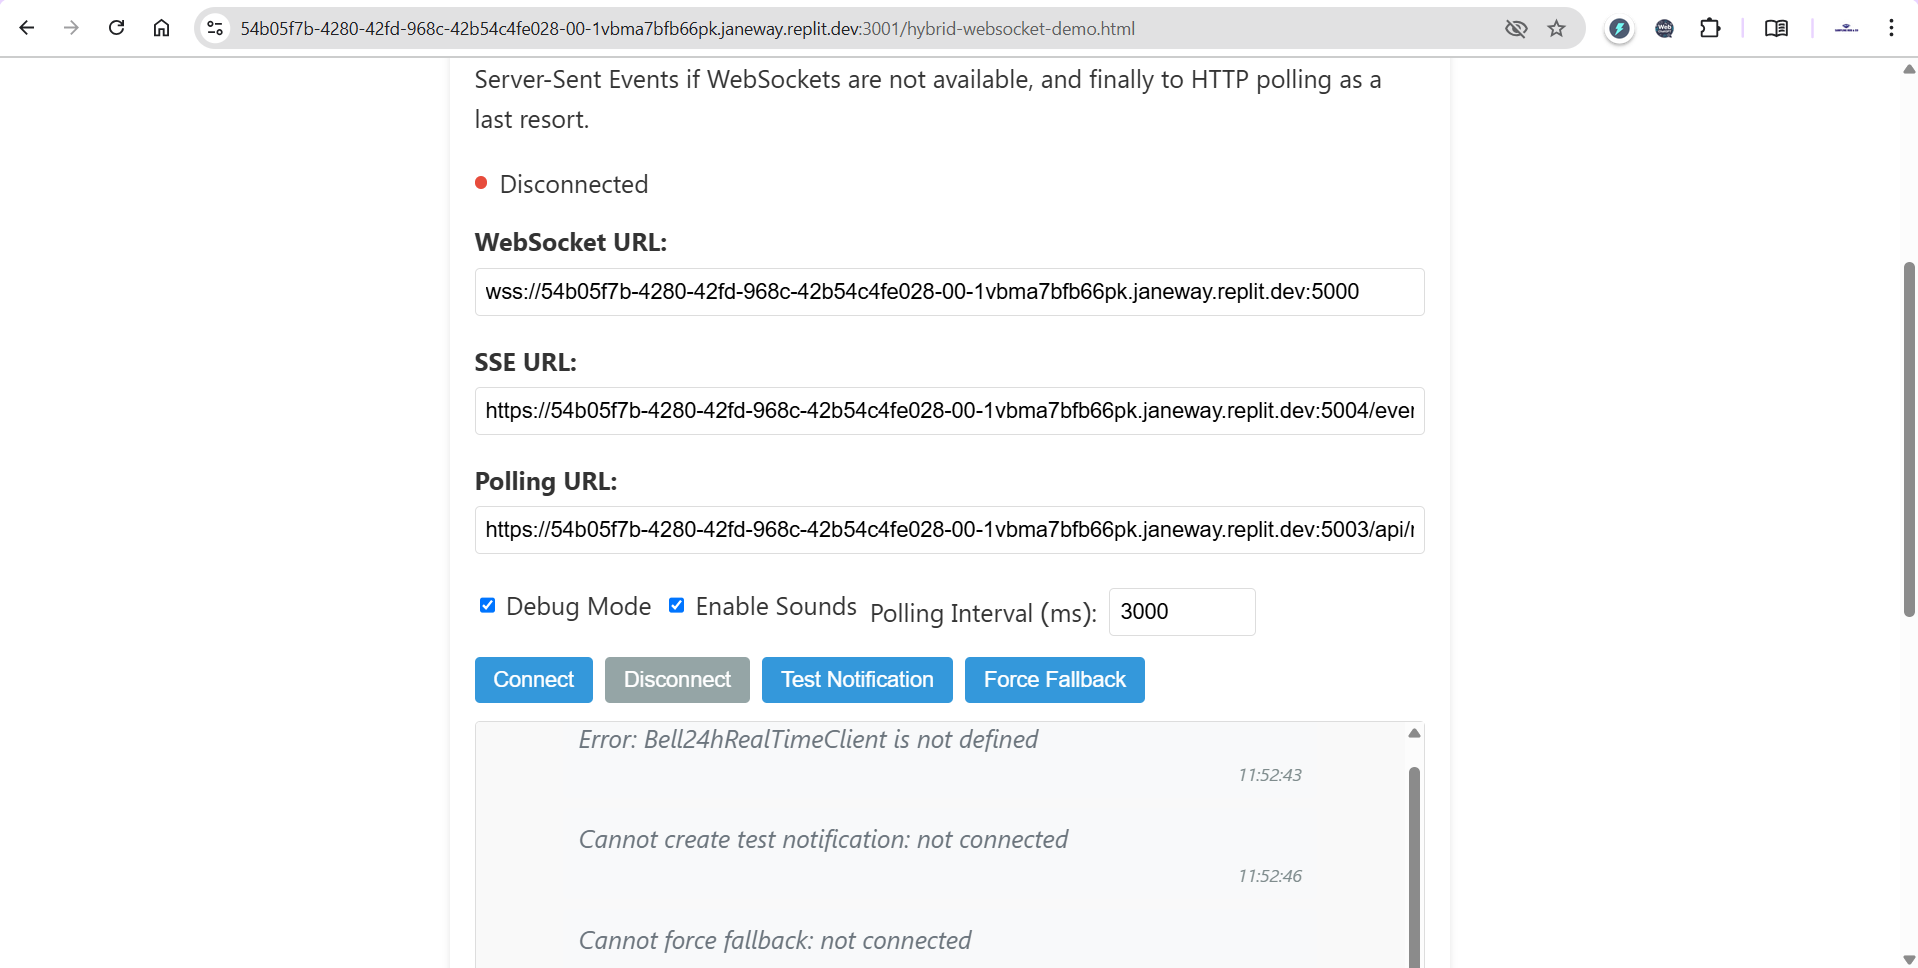 54b05f7b-4280-42fd-968c-42b54c4fe028-00-1vbma7bfb66pk.janeway.replit.dev:3001/hybrid-websocket-demo.html
Server-Sent Events if WebSockets are not available, and finally to HTTP polling as a
last resort.
Disconnected
WebSocket URL:
wss://54b05f7b-4280-42fd-968c-42b54c4fe028-00-1vbma7bfb66pk.janeway.replit.dev:5000
SSE URL:
https://54b05f7b-4280-42fd-968c-42b54c4fe028-00-1vbma7bfb66pk.janeway.replit.dev:5004/ever
Polling URL:
https://54b05f7b-4280-42fd-968c-42b54c4fe028-00-1vbma7bfb66pk.janeway.replit.dev:5003/api/r
Debug Mode Enable Sounds Polling Interval (ms): 3000
Connect Disconnect Test Notification Force Fallback
Error: Bell24hRealTimeClient is not defined
11:52:43
Cannot create test notification: not connected
11:52:46
Cannot force fallback: not connected